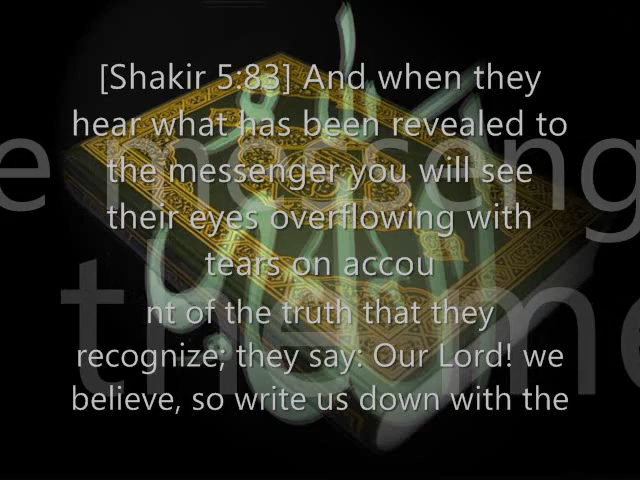 [Shakir 5:83] And when they
hear what has been revealed to
the messenger you will see
their eyes overflowing with
tears on accou
nt of the truth that they
recognize; they say: Our Lord! we
believe, so write us down with the